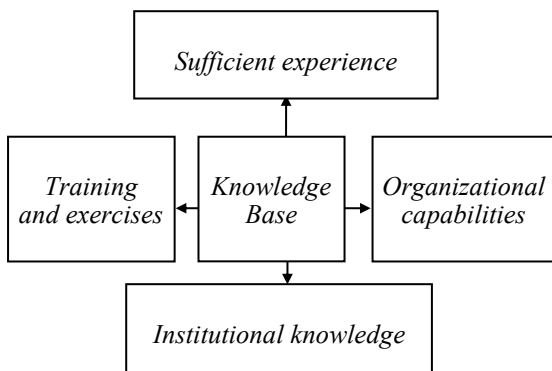 Sufficient experience
Training
and exercises
Knowledge
Base
Organizational
capabilities
Institutional knowledge